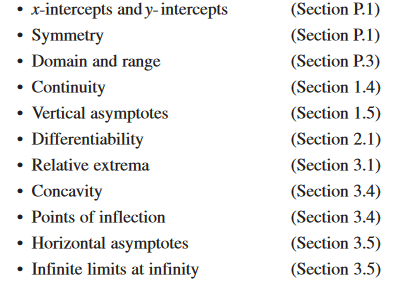 • x-intercepts and y-intercepts (Section P.1)
• Symmetry (Section P.1)
• Domain and range (Section P.3)
• Continuity (Section 1.4)
• Vertical asymptotes (Section 1.5)
• Differentiability (Section 2.1)
• Relative extrema (Section 3.1)
• Concavity (Section 3.4)
• Points of inflection (Section 3.4)
• Horizontal asymptotes (Section 3.5)
• Infinite limits at infinity (Section 3.5)